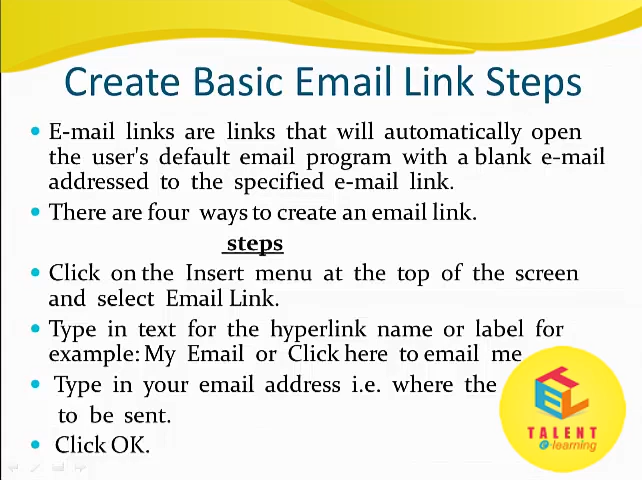 Create Basic Email Link Steps
• E-mail links are links that will automatically open
the user's default email program with a blank e-mail
addressed to the specified e-mail link.
• There are four ways to create an email link.
steps
• Click on the Insert menu at the top of the screen
and select Email Link.
• Type in text for the hyperlink name or label for
example: My Email or Click here to email me
• Type in your email address i.e. where the
to be sent.
• Click OK.
TEL
TALENT
e-learning